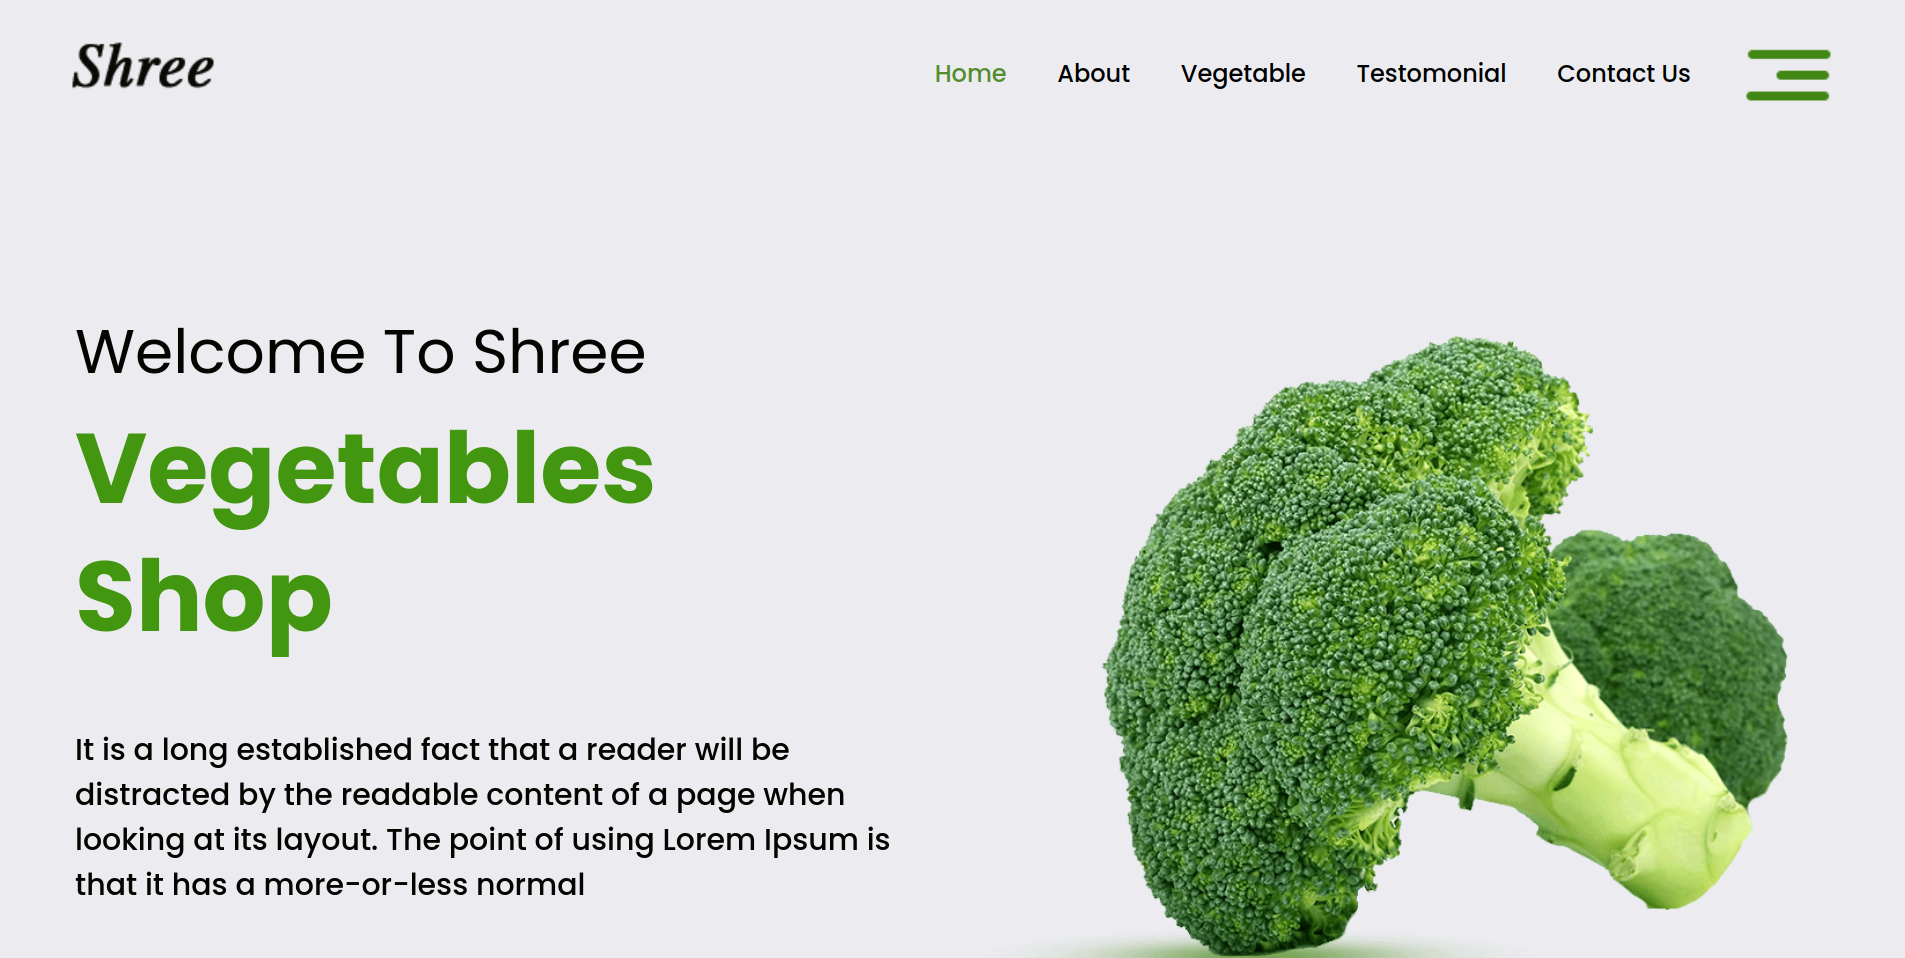 Shree
Home About Vegetable Testomonial Contact Us
Welcome To Shree
Vegetables
Shop
It is a long established fact that a reader will be
distracted by the readable content of a page when
looking at its layout. The point of using Lorem Ipsum is
that it has a more-or-less normal